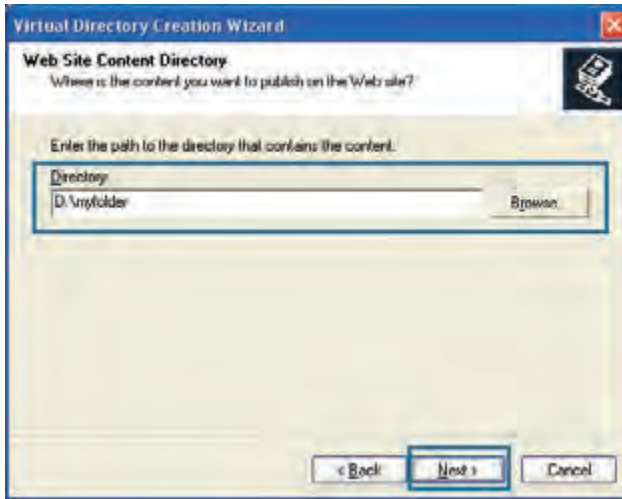 Virtual Directory Creation Wizard
Web Site Content Directory
Where is the content you want to publish on the Web site?
Enter the path to the directory that contains the content.
Directory
D:\myfolder
Browse...
< Back
Next >
Cancel